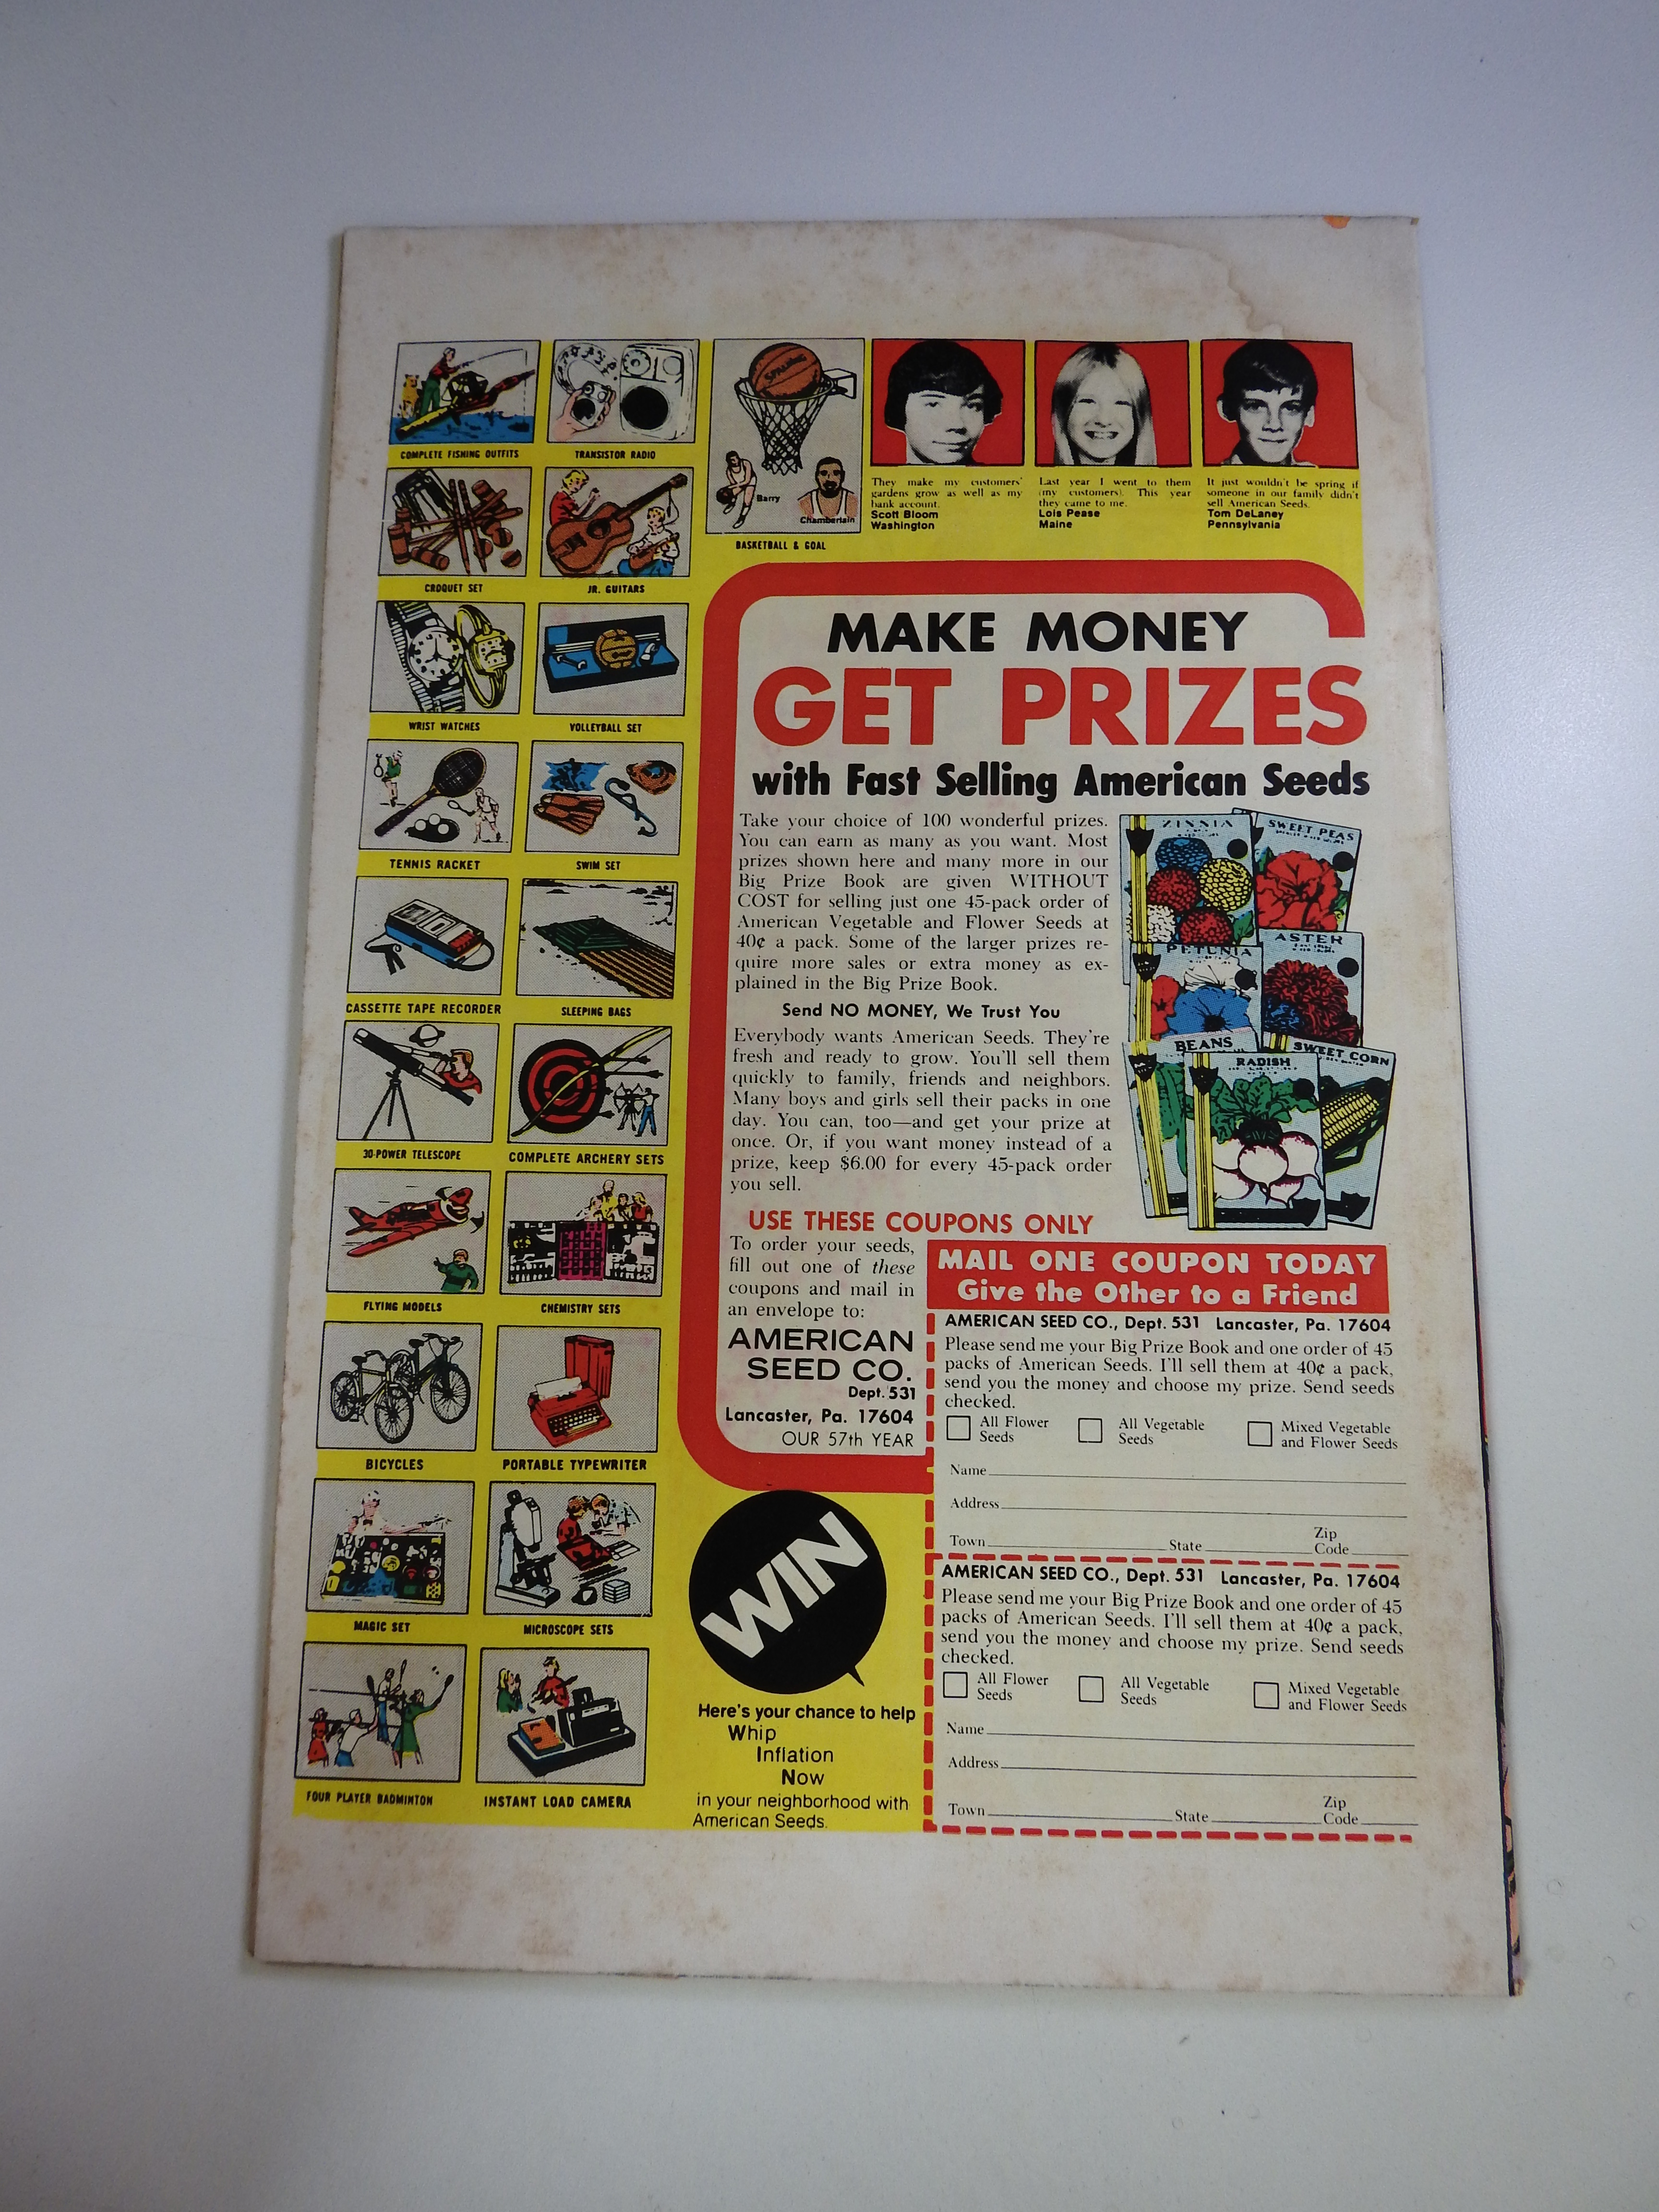 COMPLETE FISHING OUTFITS
TRANSISTOR RADIO
SPALDING
Barry
Chamberlain
BASKETBALL & GOAL
They make my customers'
gardens grow as well as my
bank account.
Scott Bloom
Washington
Last year I went to them
(my customers). This year
they came to me.
Lois Pease
Maine
It just wouldn't be spring if
someone in our family didn't
sell American Seeds.
Tom DeLaney
Pennsylvania
CROQUET SET
JR. GUITARS
WRIST WATCHES
VOLLEYBALL SET
TENNIS RACKET
SWIM SET
CASSETTE TAPE RECORDER
SLEEPING BAGS
30-POWER TELESCOPE
COMPLETE ARCHERY SETS
FLYING MODELS
CHEMISTRY SETS
BICYCLES
PORTABLE TYPEWRITER
MAGIC SET
MICROSCOPE SETS
FOUR PLAYER BADMINTON
INSTANT LOAD CAMERA
MAKE MONEY
GET PRIZES
with Fast Selling American Seeds
Take your choice of 100 wonderful prizes.
You can earn as many as you want. Most
prizes shown here and many more in our
Big Prize Book are given WITHOUT
COST for selling just one 45-pack order of
American Vegetable and Flower Seeds at
40¢ a pack. Some of the larger prizes re-
quire more sales or extra money as ex-
plained in the Big Prize Book.
Send NO MONEY, We Trust You
Everybody wants American Seeds. They're
fresh and ready to grow. You'll sell them
quickly to family, friends and neighbors.
Many boys and girls sell their packs in one
day. You can, too—and get your prize at
once. Or, if you want money instead of a
prize, keep $6.00 for every 45-pack order
you sell.
ZINNIA
SWEET PEAS
PETUNIA
ASTER
BEANS
RADISH
SWEET CORN
USE THESE COUPONS ONLY
To order your seeds,
fill out one of these
coupons and mail in
an envelope to:
AMERICAN
SEED CO.
Dept. 531
Lancaster, Pa. 17604
OUR 57th YEAR
MAIL ONE COUPON TODAY
Give the Other to a Friend
AMERICAN SEED CO., Dept. 531 Lancaster, Pa. 17604
Please send me your Big Prize Book and one order of 45
packs of American Seeds. I'll sell them at 40¢ a pack,
send you the money and choose my prize. Send seeds
checked.
All Flower
Seeds
All Vegetable
Seeds
Mixed Vegetable
and Flower Seeds
Name
Address
Town State Zip
Code
AMERICAN SEED CO., Dept. 531 Lancaster, Pa. 17604
Please send me your Big Prize Book and one order of 45
packs of American Seeds. I'll sell them at 40¢ a pack,
send you the money and choose my prize. Send seeds
checked.
All Flower
Seeds
All Vegetable
Seeds
Mixed Vegetable
and Flower Seeds
Name
Address
Town State Zip
Code
WIN
Here's your chance to help
Whip
Inflation
Now
in your neighborhood with
American Seeds.